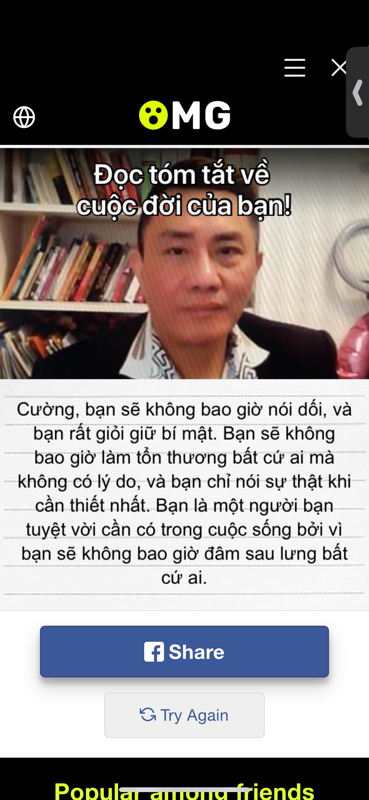 OMG
Đọc tóm tắt về
cuộc đời của bạn!
Cường, bạn sẽ không bao giờ nói dối, và
bạn rất giỏi giữ bí mật. Bạn sẽ không
bao giờ làm tổn thương bất cứ ai mà
không có lý do, và bạn chỉ nói sự thật khi
cần thiết nhất. Bạn là một người bạn
tuyệt vời cần có trong cuộc sống bởi vì
bạn sẽ không bao giờ đâm sau lưng bất
cứ ai.
Share
Try Again
Popular among friends